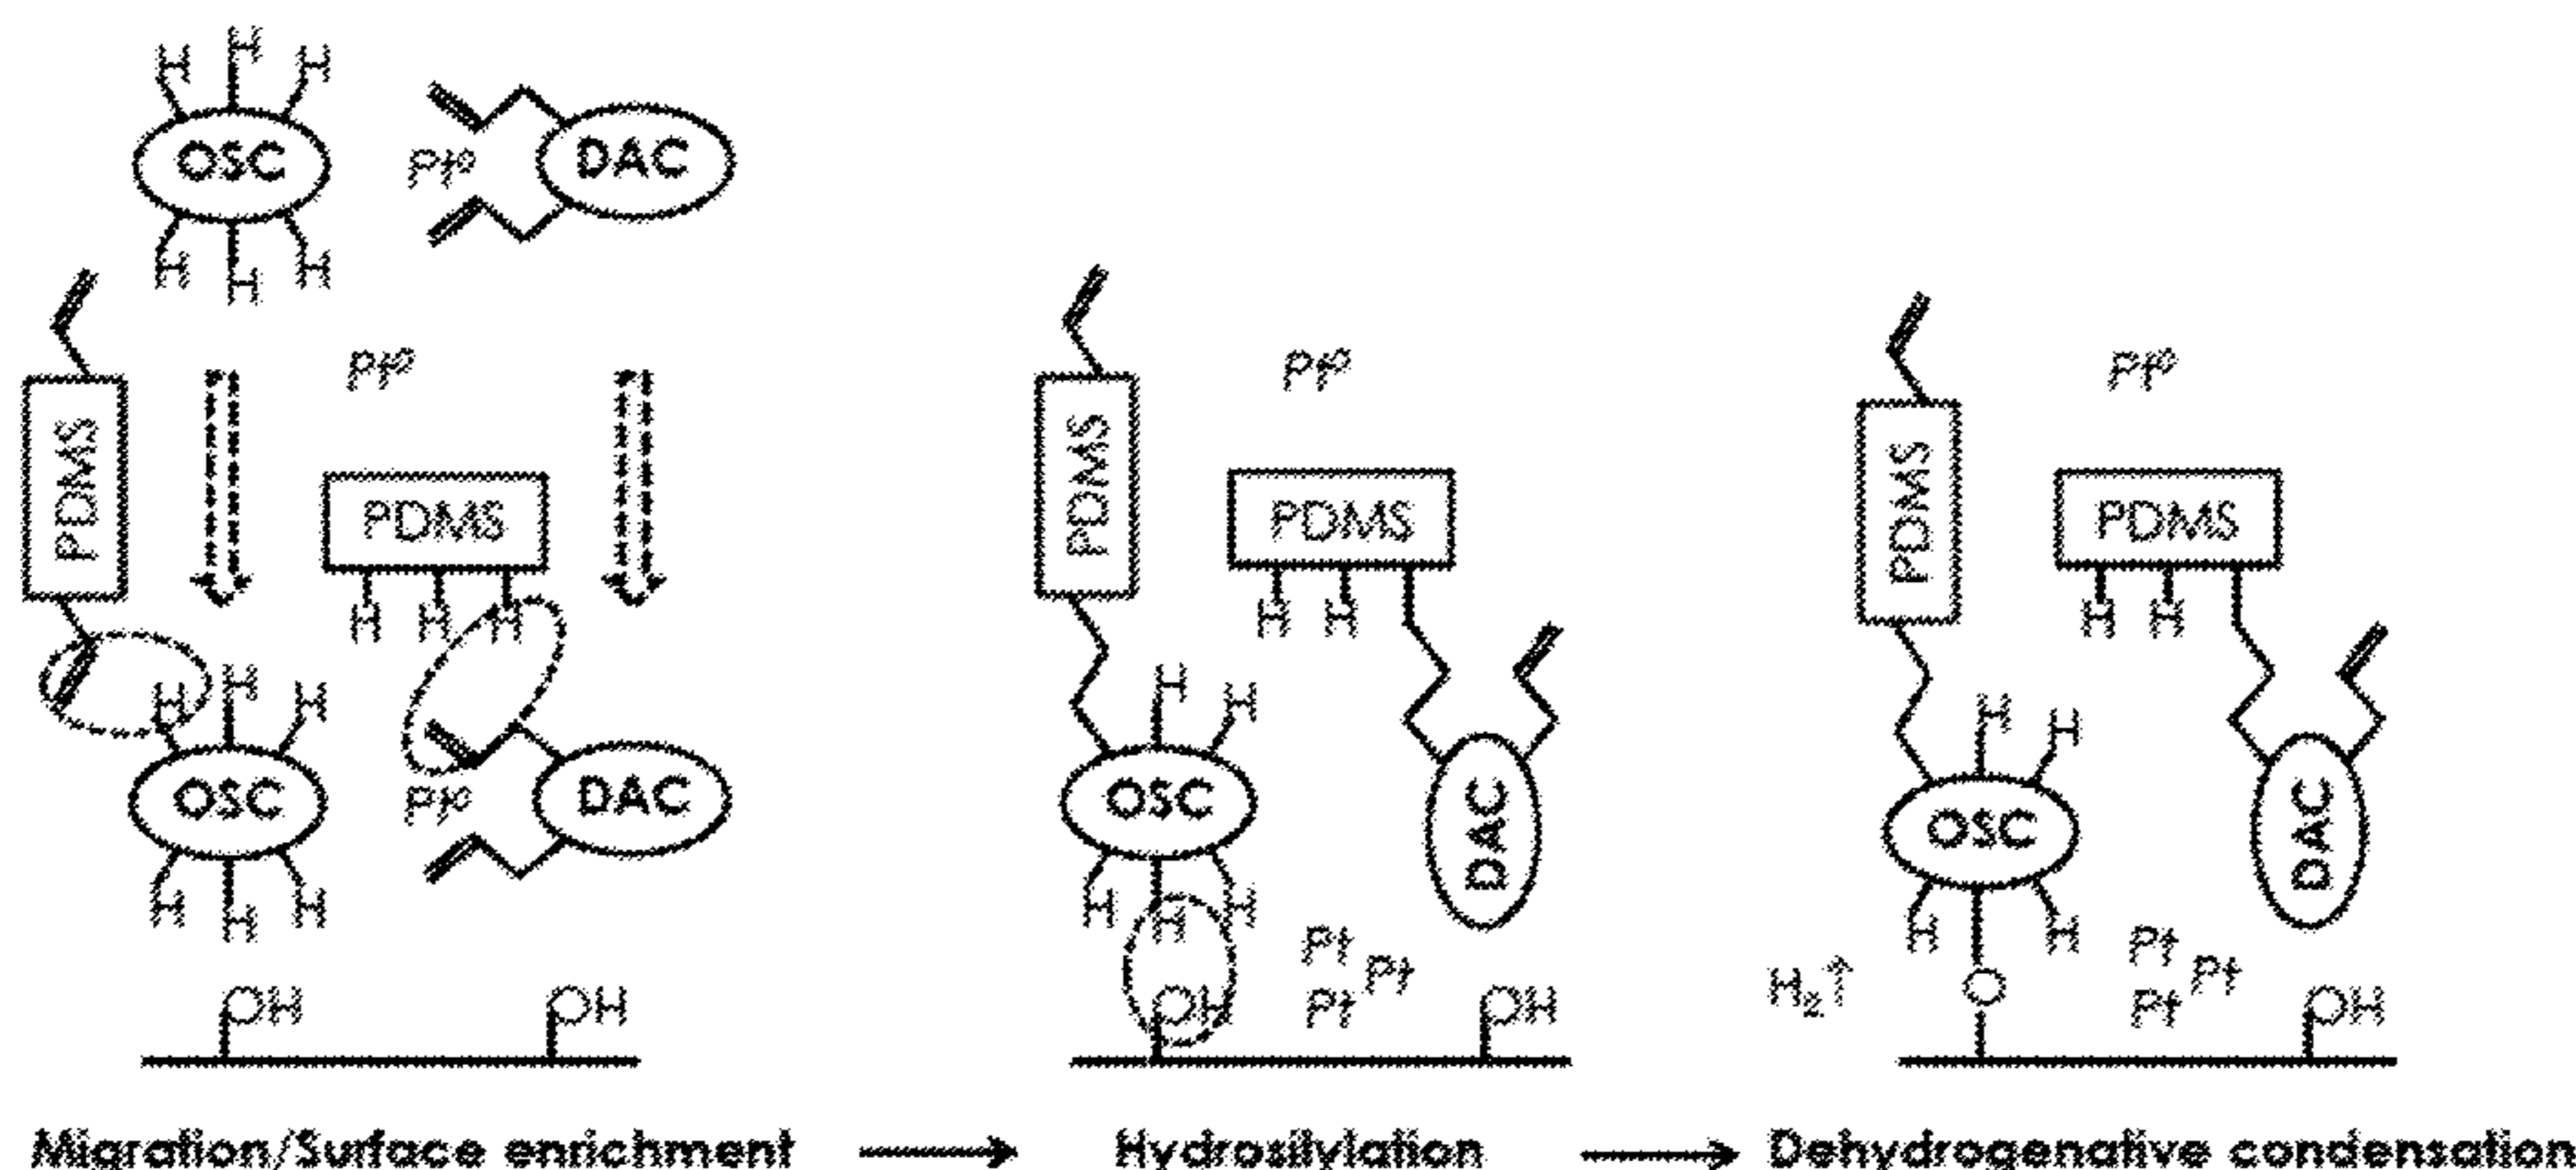 H H H
OSC
H H H
Pt⁰
DAC
Pt⁰
PDMS
PDMS
H H H
H H H
OSC
H H H
Pt⁰
DAC
OH
OH
Migration/Surface enrichment
Pt⁰
PDMS
PDMS
H H
H H
OSC
H H H
DAC
Pt Pt
Pt
OH
OH
Hydrosilylation
Pt⁰
PDMS
PDMS
H H
H H
OSC
H H
DAC
H₂↑
O
Pt Pt
Pt
OH
Dehydrogenative condensation